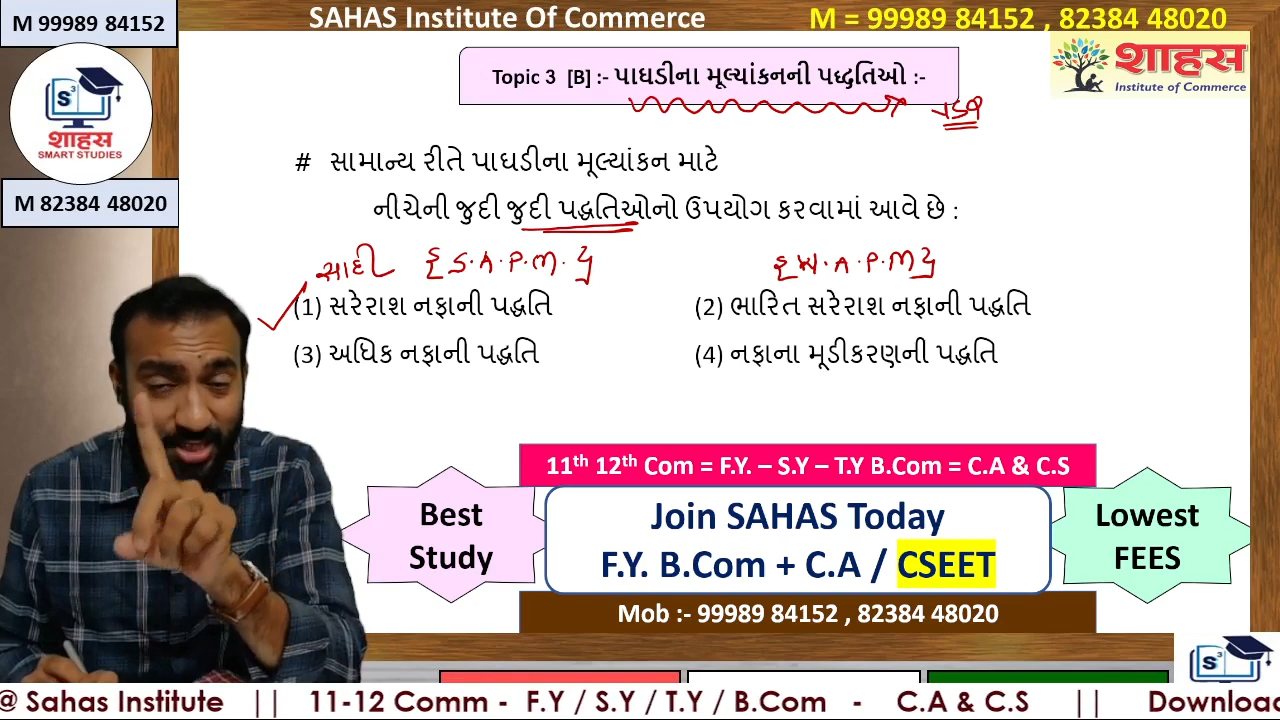 M 99989 84152
SAHAS Institute Of Commerce
M = 99989 84152 , 82384 48020
S³
શાહસ
SMART STUDIES
M 82384 48020
શાહસ
Institute of Commerce
Topic 3 [B] :- પાઘડીના મૂલ્યાંકનની પદ્ધતિઓ :-
# સામાન્ય રીતે પાઘડીના મૂલ્યાંકન માટે
નીચેની જુદી જુદી પદ્ધતિઓનો ઉપયોગ કરવામાં આવે છે :
સાદી {S.A.P.M.}
{W.A.P.M}
(1) સરેરાશ નફાની પદ્ધતિ
(2) ભારિત સરેરાશ નફાની પદ્ધતિ
(3) અધિક નફાની પદ્ધતિ
(4) નફાના મૂડીકરણની પદ્ધતિ
11th 12th Com = F.Y. – S.Y – T.Y B.Com = C.A & C.S
Best
Study
Join SAHAS Today
F.Y. B.Com + C.A / CSEET
Lowest
FEES
Mob :- 99989 84152 , 82384 48020
S³
@ Sahas Institute || 11-12 Comm - F.Y / S.Y / T.Y / B.Com - C.A & C.S || Download